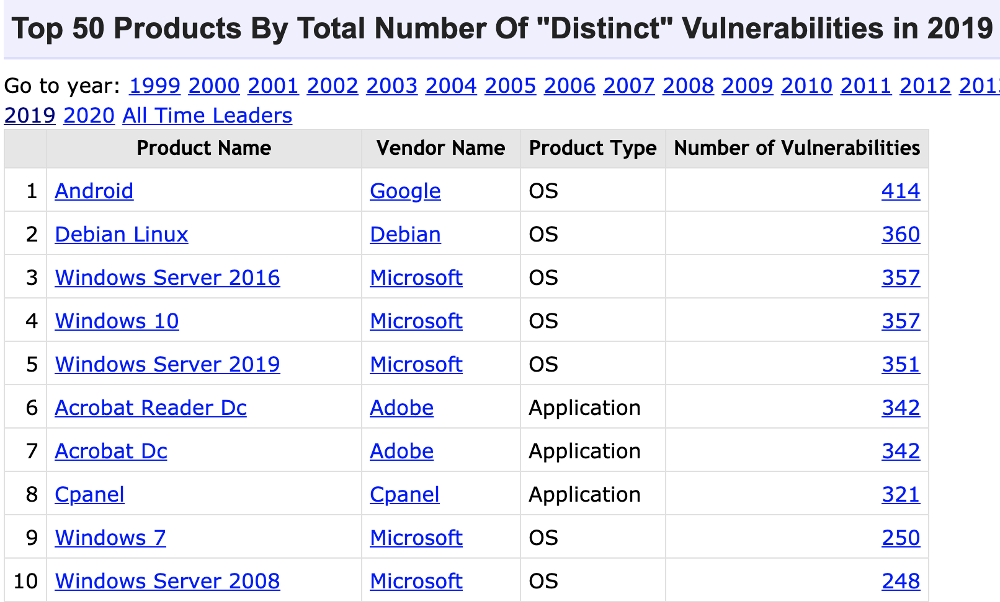 Top 50 Products By Total Number Of "Distinct" Vulnerabilities in 2019
Go to year: 1999 2000 2001 2002 2003 2004 2005 2006 2007 2008 2009 2010 2011 2012
2019 2020 All Time Leaders
Product Name Vendor Name Product Type Number of Vulnerabilities
1 Android Google OS 414
2 Debian Linux Debian OS 360
3 Windows Server 2016 Microsoft OS 357
4 Windows 10 Microsoft OS 357
5 Windows Server 2019 Microsoft OS 351
6 Acrobat Reader Dc Adobe Application 342
7 Acrobat Dc Adobe Application 342
8 Cpanel Cpanel Application 321
9 Windows 7 Microsoft OS 250
10 Windows Server 2008 Microsoft OS 248